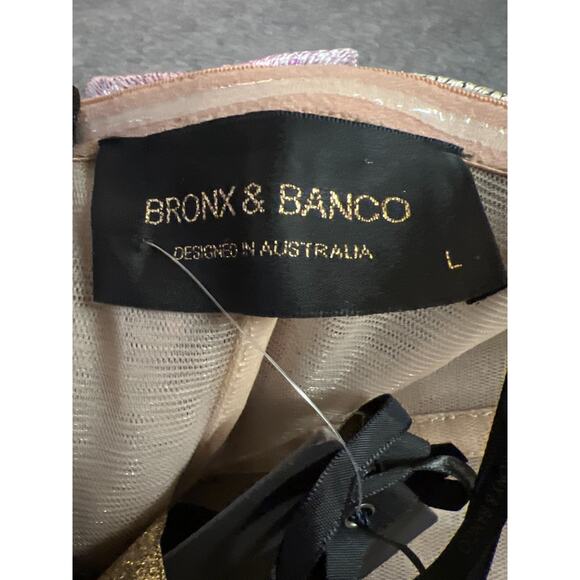 BRONX & BANCO
DESIGNED IN AUSTRALIA
L